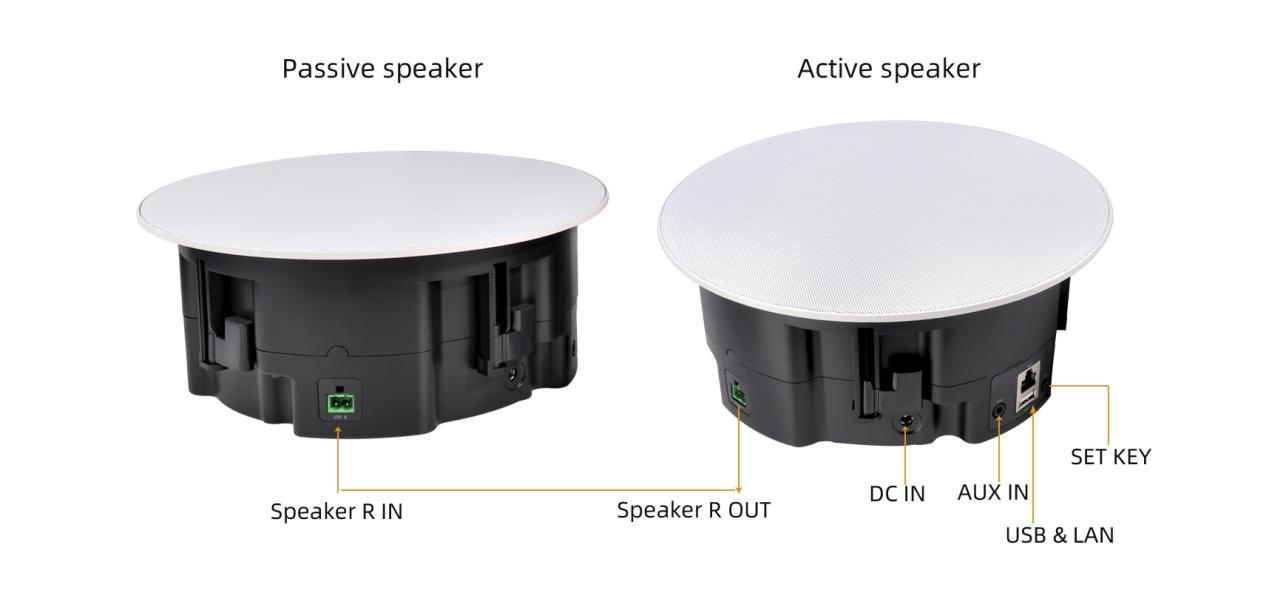 Passive speaker
Active speaker
SET KEY
DC IN
AUX IN
Speaker R IN
Speaker R OUT
USB & LAN